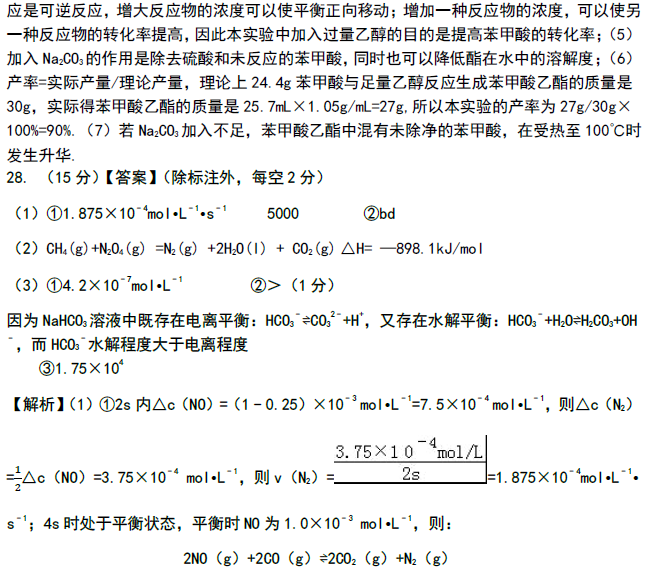 应是可逆反应，增大反应物的浓度可以使平衡正向移动；增加一种反应物的浓度，可以使另
一种反应物的转化率提高，因此本实验中加入过量乙醇的目的是提高苯甲酸的转化率；（5）
加入Na₂CO₃的作用是除去硫酸和未反应的苯甲酸，同时也可以降低酯在水中的溶解度；（6）
产率=实际产量/理论产量，理论上24.4g苯甲酸与足量乙醇反应生成苯甲酸乙酯的质量是
30g，实际得苯甲酸乙酯的质量是25.7mL×1.05g/mL=27g,所以本实验的产率为27g/30g×
100%=90%.（7）若Na₂CO₃加入不足，苯甲酸乙酯中混有未除净的苯甲酸，在受热至100℃时
发生升华.
28. （15分）【答案】（除标注外，每空2分）
（1）①1.875×10⁻⁴mol•L⁻¹•s⁻¹ 5000 ②bd
（2）CH₄(g)+N₂O₄(g) =N₂(g) +2H₂O(l) + CO₂(g) △H= —898.1kJ/mol
（3）①4.2×10⁻⁷mol•L⁻¹ ②＞（1分）
因为NaHCO₃溶液中既存在电离平衡：HCO₃⁻⇌CO₃²⁻+H⁺，又存在水解平衡：HCO₃⁻+H₂O⇌H₂CO₃+OH
⁻，而HCO₃⁻水解程度大于电离程度
③1.75×10⁴
【解析】（1）①2s内△c（NO）=（1﹣0.25）×10⁻³mol•L⁻¹=7.5×10⁻⁴mol•L⁻¹，则△c（N₂）
=1/2△c（NO）=3.75×10⁻⁴ mol•L⁻¹，则v（N₂）=3.75×10⁻⁴mol/L/2s=1.875×10⁻⁴mol•L⁻¹•
s⁻¹；4s时处于平衡状态，平衡时NO为1.0×10⁻³ mol•L⁻¹，则：
2NO（g）+2CO（g）⇌2CO₂（g）+N₂（g）